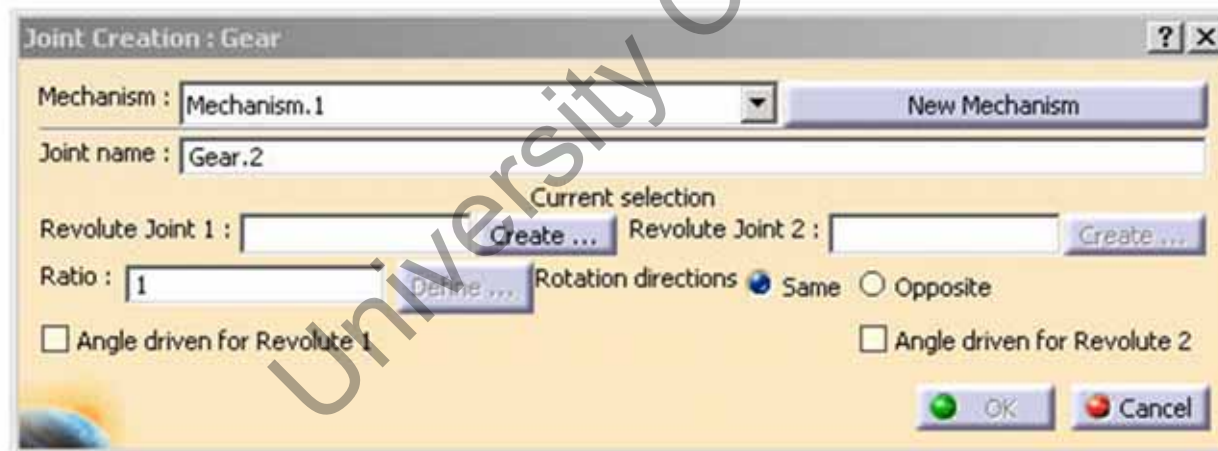 Joint Creation : Gear
Mechanism : Mechanism.1 New Mechanism
Joint name : Gear.2
Current selection
Revolute Joint 1 : Create ... Revolute Joint 2 : Create ...
Ratio : 1 Define ... Rotation directions Same Opposite
Angle driven for Revolute 1 Angle driven for Revolute 2
OK Cancel
University